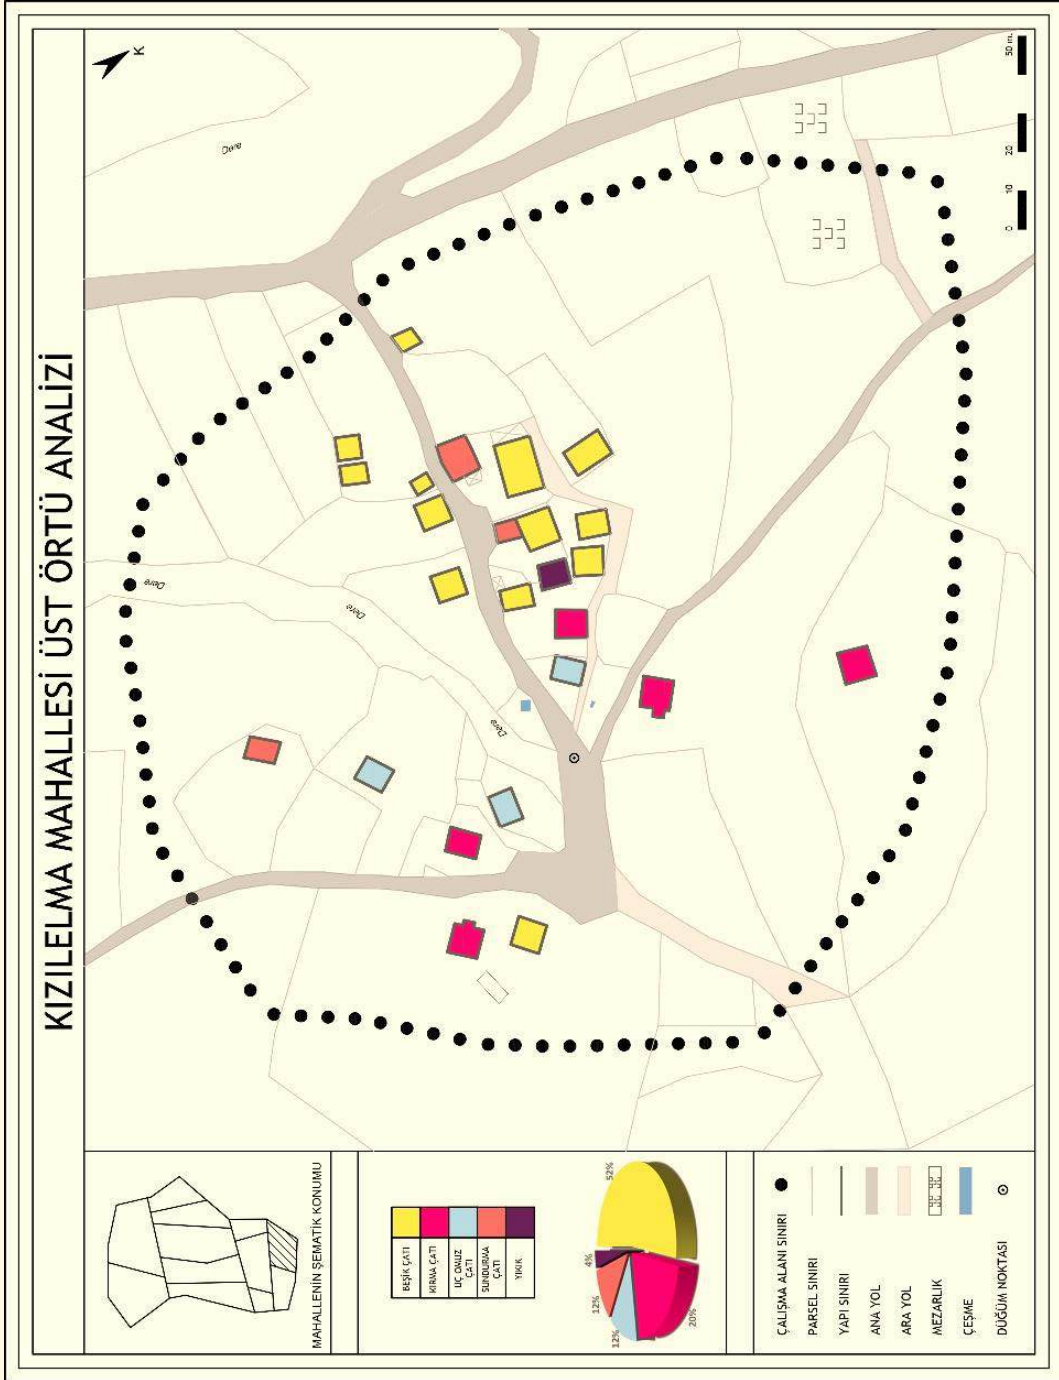 KIZILELMA MAHALLESİ ÜST ÖRTÜ ANALİZİ
K
Dere
Dere
Dere
Dere
0 10 20 50 m.
MAHALLENİN ŞEMATİK KONUMU
BEŞİK ÇATI
KIRMA ÇATI
ÜÇ OMUZ
ÇATI
SUNDURMA
ÇATI
YIKIK
52%
20%
12%
12%
4%
ÇALIŞMA ALANI SINIRI
PARSEL SINIRI
YAPI SINIRI
ANA YOL
ARA YOL
MEZARLIK
ÇEŞME
DÜĞÜM NOKTASI